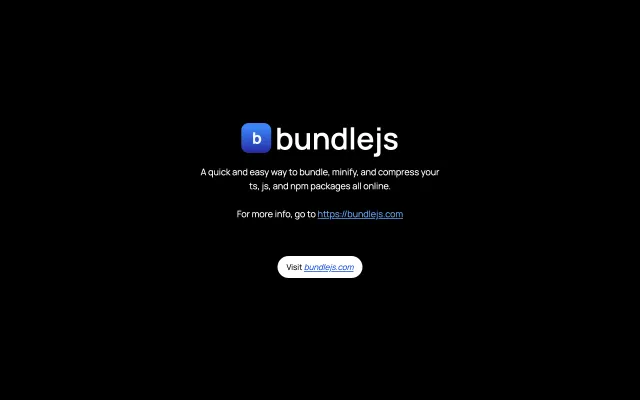 b bundlejs
A quick and easy way to bundle, minify, and compress your
ts, js, and npm packages all online.
For more info, go to https://bundlejs.com
Visit bundlejs.com